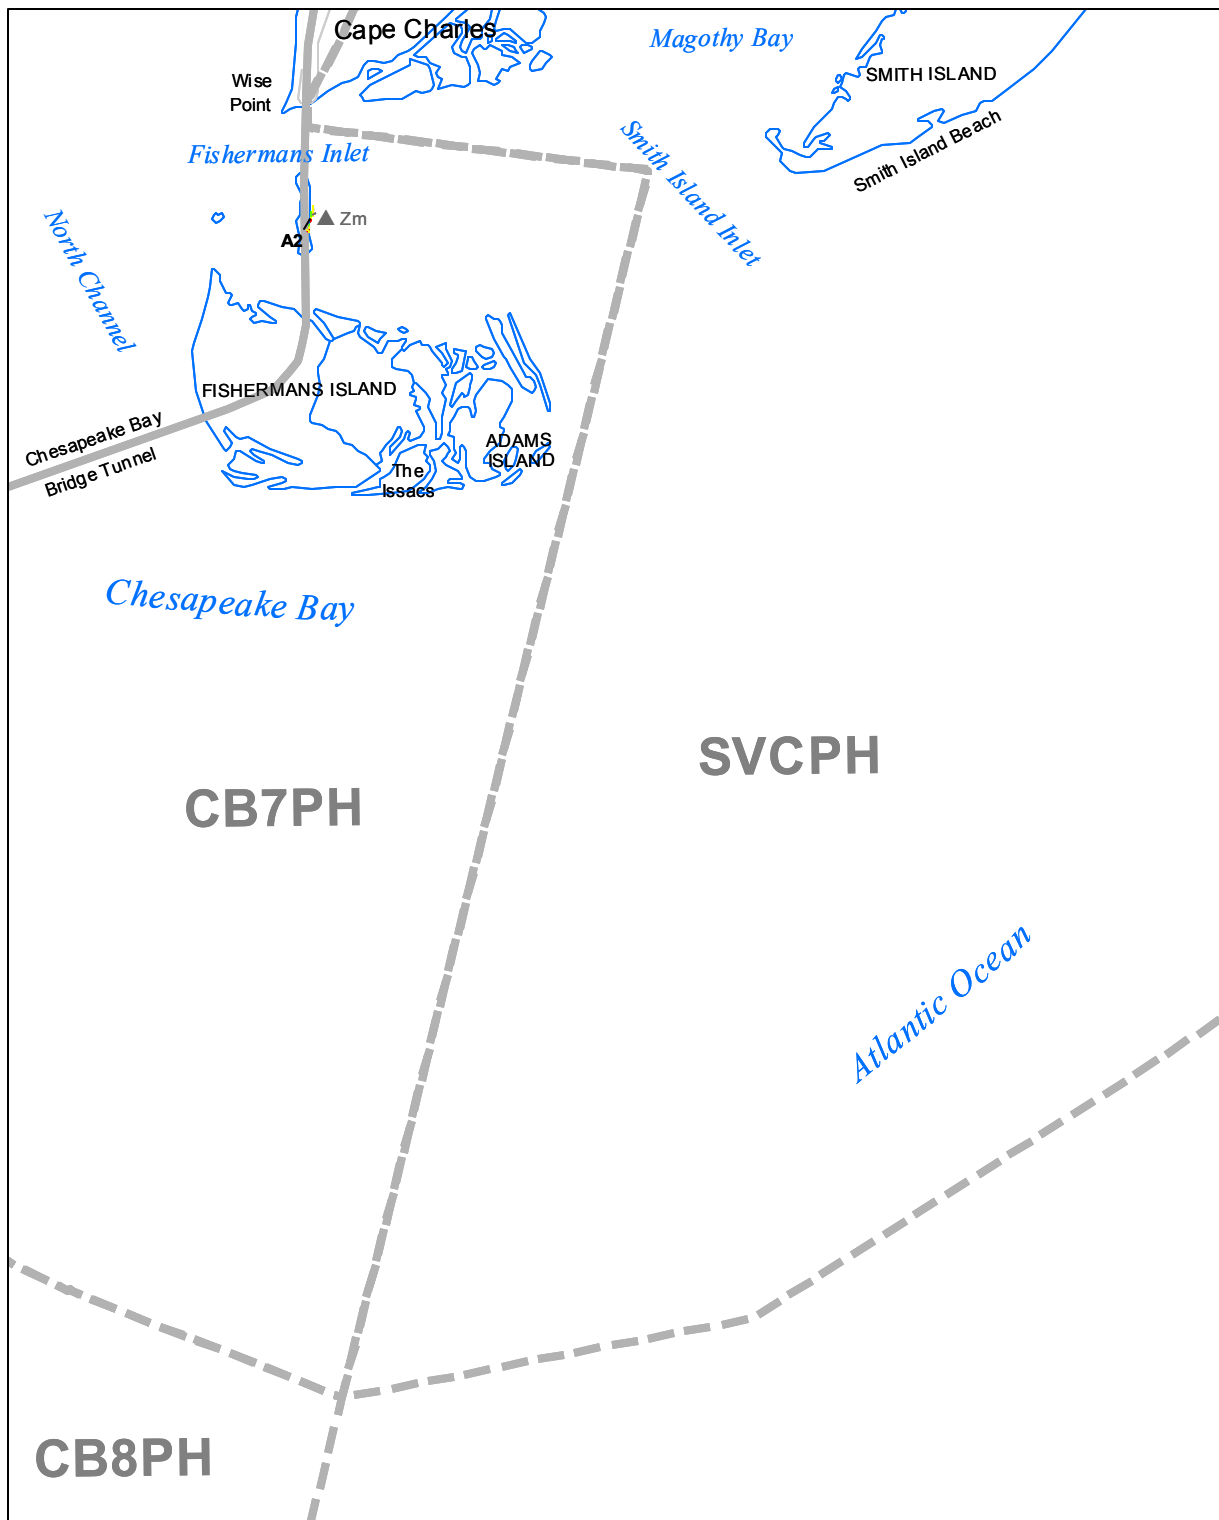 Cape Charles
Magothy Bay
SMITH ISLAND
Wise
Point
Smith Island Beach
Fishermans Inlet
Smith Island Inlet
Zm
A2
North Channel
FISHERMANS ISLAND
Chesapeake Bay
Bridge Tunnel
ADAMS
ISLAND
The
Issacs
Chesapeake Bay
SVCPH
CB7PH
Atlantic Ocean
CB8PH